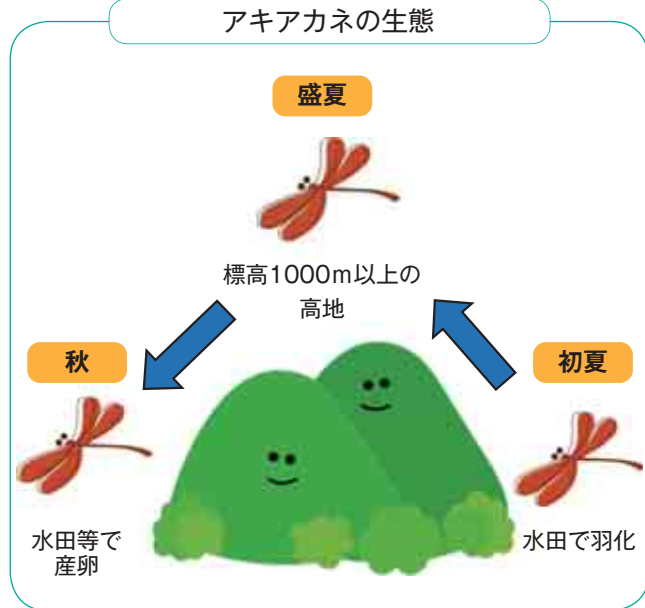 アキアカネの生態
盛夏
標高1000m以上の
高地
秋
初夏
水田等で
産卵
水田で羽化